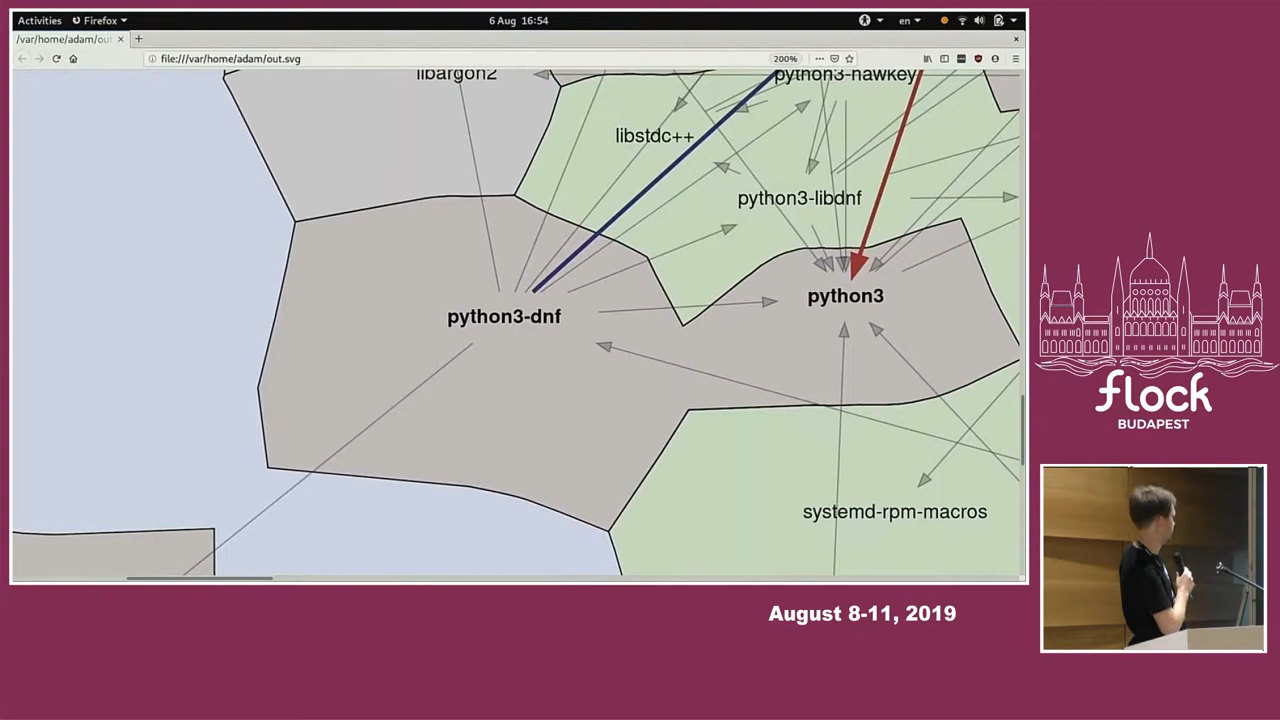 Activities Firefox 6 Aug 16:54 en
/var/home/adam/out
file:///var/home/adam/out.svg 200%
libargon2
python3-hawkey
libstdc++
python3-libdnf
python3-dnf
python3
systemd-rpm-macros
flock
BUDAPEST
August 8-11, 2019